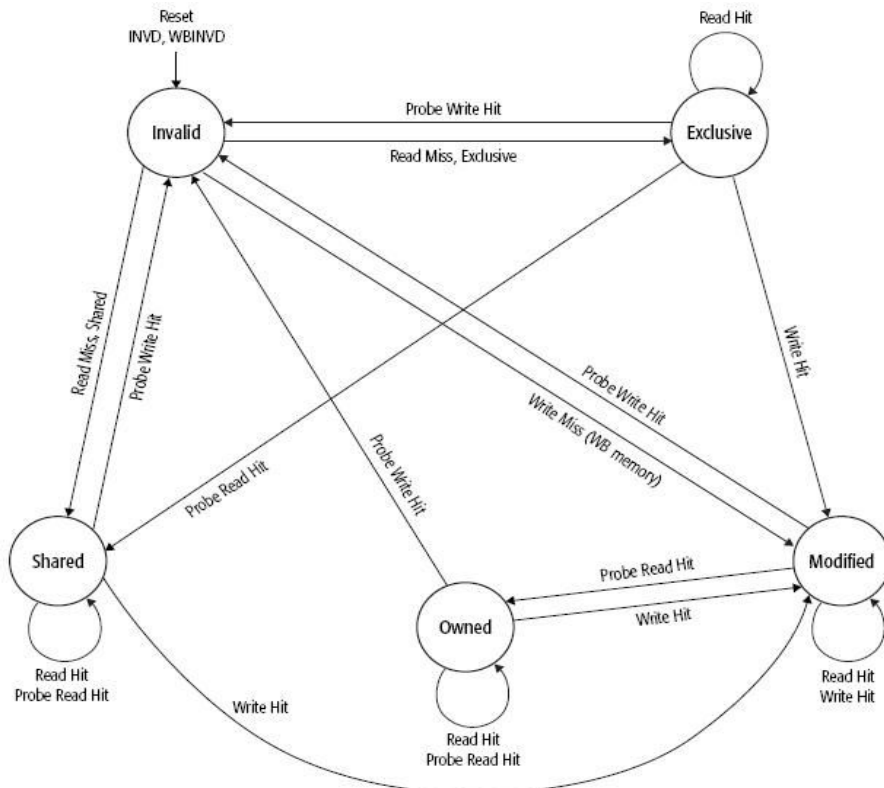 Reset
INVD, WBINVD
Read Hit
Invalid
Probe Write Hit
Exclusive
Read Miss, Exclusive
Read Miss, Shared
Probe Write Hit
Write Hit
Probe Write Hit
Write Miss (WB memory)
Probe Write Hit
Probe Read Hit
Shared
Modified
Probe Read Hit
Owned
Write Hit
Read Hit
Probe Read Hit
Read Hit
Write Hit
Write Hit
Read Hit
Probe Read Hit